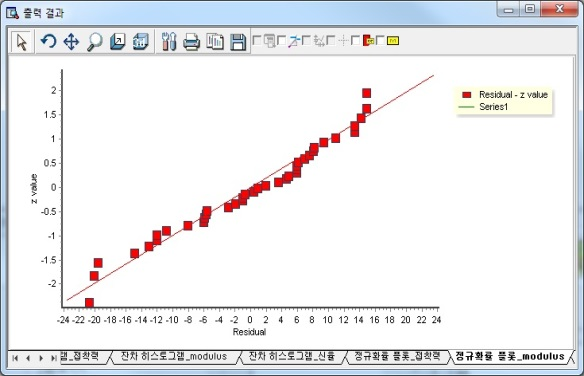 출력 결과
Residual - z value
Series1
2
1.5
1
0.5
0
-0.5
-1
-1.5
-2
z value
-24 -22 -20 -18 -16 -14 -12 -10 -8 -6 -4 -2 0 2 4 6 8 10 12 14 16 18 20 22 24
Residual
램_접착력 잔차 히스토그램_modulus 잔차 히스토그램_신율 정규확률 플롯_접착력 정규확률 플롯_modulus